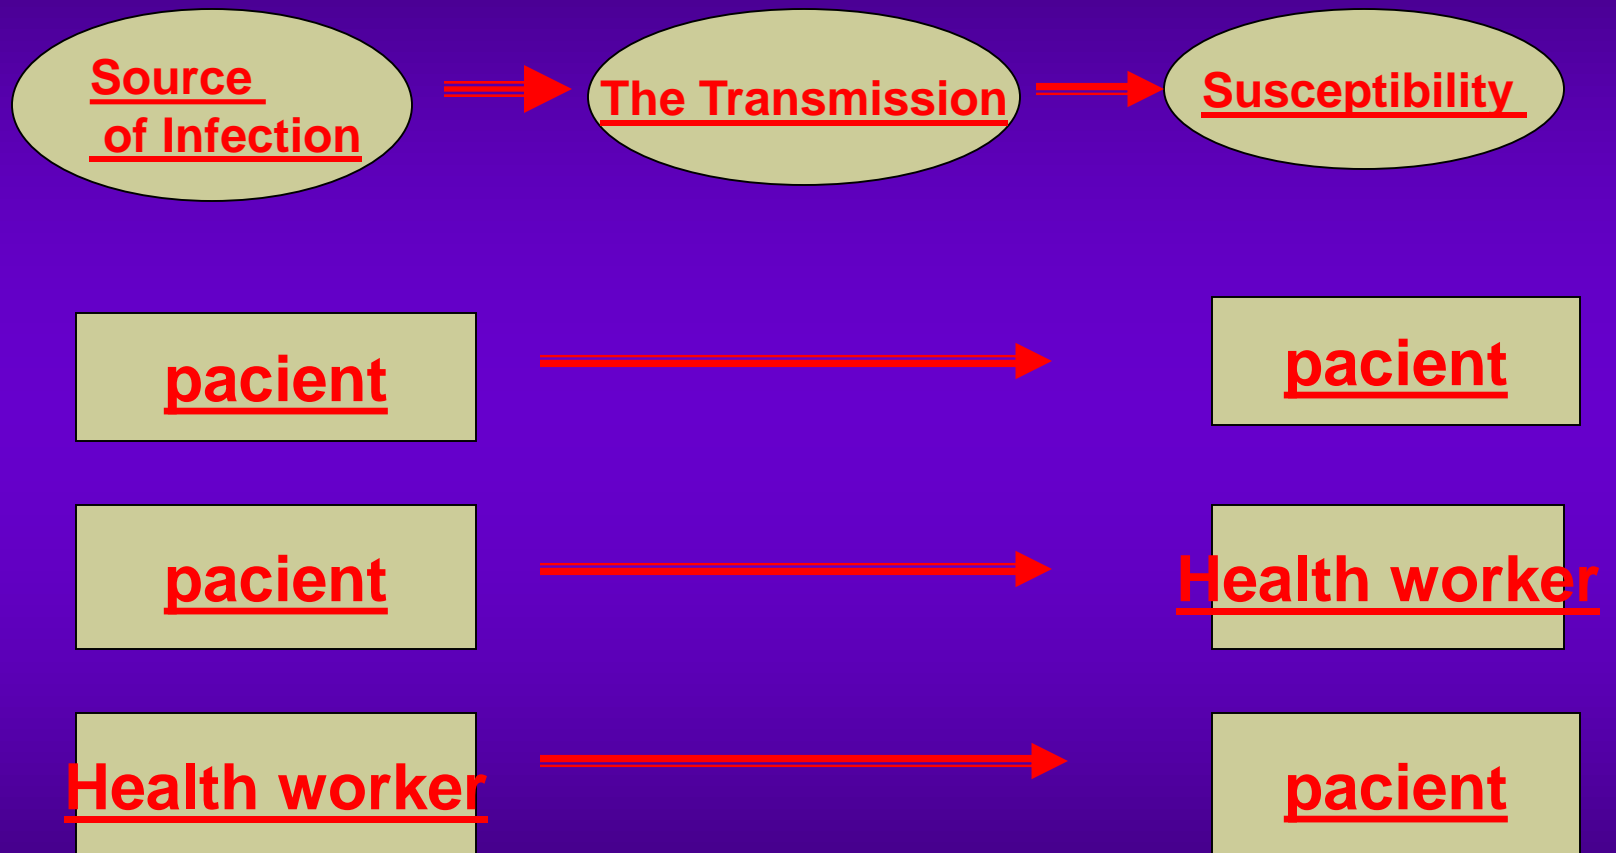 Source
of Infection
The Transmission
Susceptibility
pacient
pacient
pacient
Health worker
Health worker
pacient